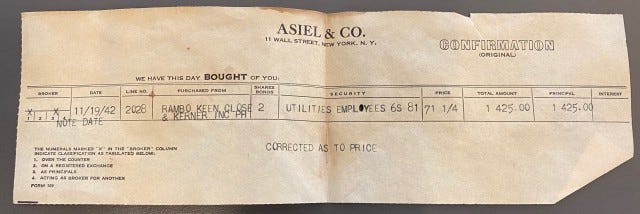 ASIEL & CO.
11 WALL STREET, NEW YORK, N. Y.
CONFIRMATION
(ORIGINAL)
WE HAVE THIS DAY BOUGHT OF YOU:
BROKER DATE LINE NO. PURCHASED FROM SHARES BONDS SECURITY PRICE TOTAL AMOUNT PRINCIPAL INTEREST
X X 11/19/42 2028 RAMBO KEEN CLOSE 2 UTILITIES EMPLOYEES 6S 81 71 1/4 1 425.00 1 425.00
1 2 3 4 & KERNER INC PH
NOTE DATE
CORRECTED AS TO PRICE
THE NUMERALS MARKED "X" IN THE "BROKER" COLUMN
INDICATE CLASSIFICATION AS TABULATED BELOW:
1. OVER THE COUNTER
2. ON A REGISTERED EXCHANGE
3. AS PRINCIPALS
4. ACTING AS BROKER FOR ANOTHER
FORM 109